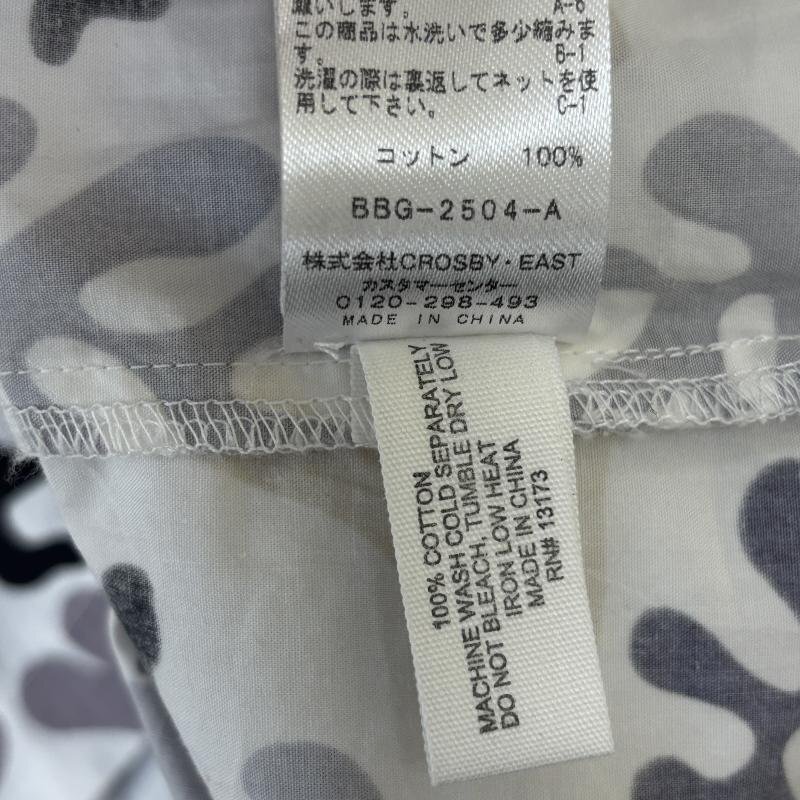 願いします。 A-6
この商品は水洗いで多少縮みま
す。 B-1
洗濯の際は裏返してネットを使
用して下さい。 C-1
コットン 100%
BBG-2504-A
株式会社CROSBY・EAST
カスタマーセンター
0120-298-493
MADE IN CHINA
100% COTTON
MACHINE WASH COLD SEPARATELY
DO NOT BLEACH, TUMBLE DRY LOW
IRON LOW HEAT
MADE IN CHINA
RN# 13173